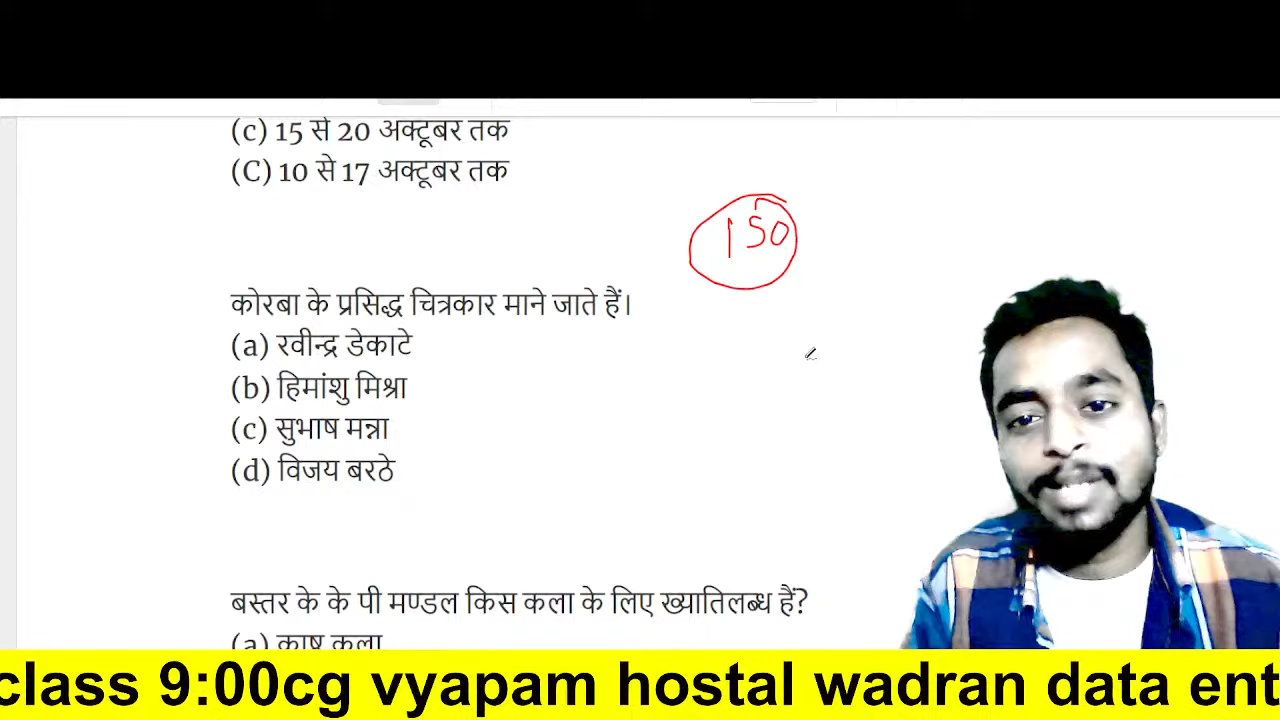 (c) 15 से 20 अक्टूबर तक
(C) 10 से 17 अक्टूबर तक
150
कोरबा के प्रसिद्ध चित्रकार माने जाते हैं।
(a) रवीन्द्र डेकाटे
(b) हिमांशु मिश्रा
(c) सुभाष मन्ना
(d) विजय बरठे
बस्तर के के पी मण्डल किस कला के लिए ख्यातिलब्ध हैं?
(a)
class 9:00cg vyapam hostal wadran data ent